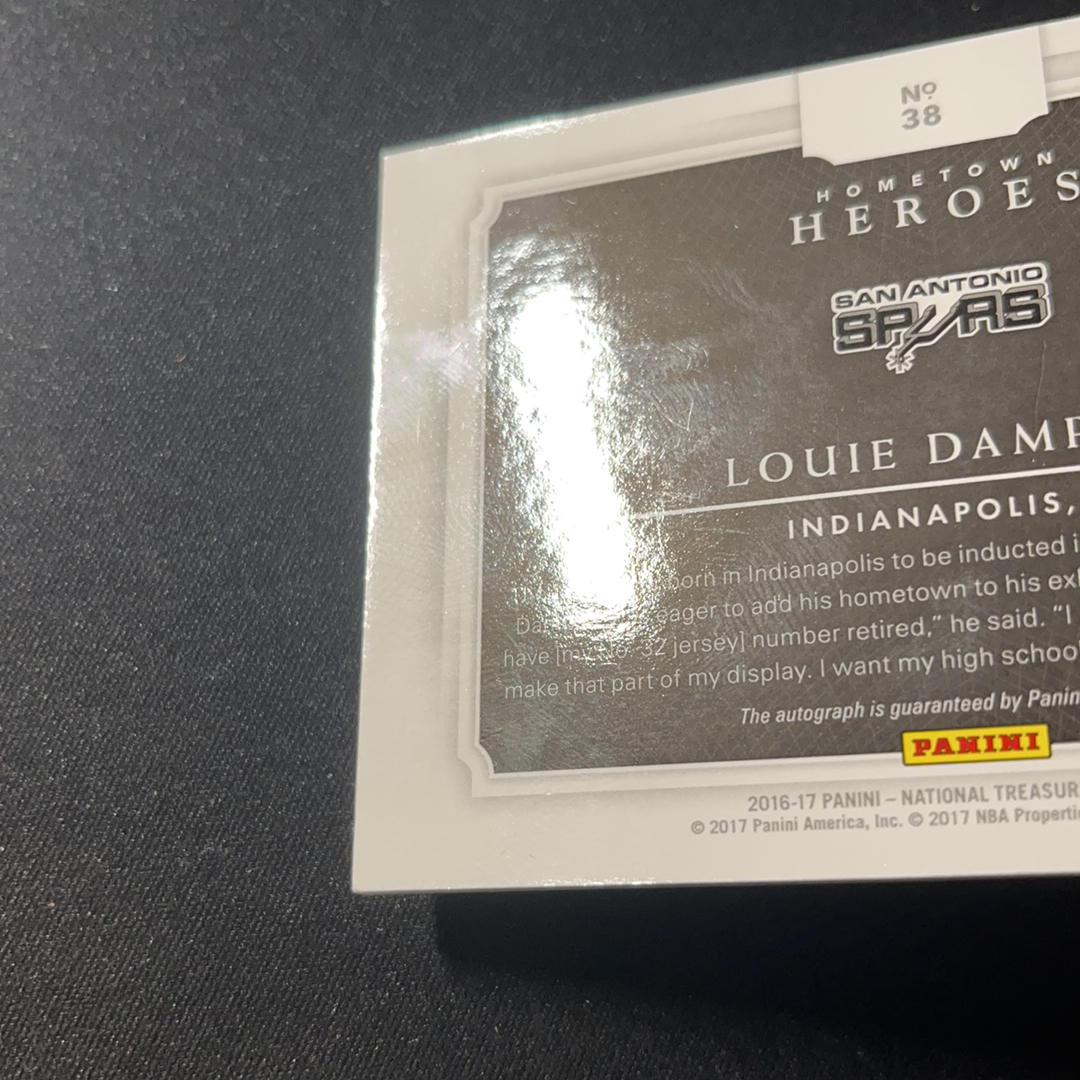 Nº
38
HOMETOWN
HEROES
SAN ANTONIO
SPURS
LOUIE DAMP
INDIANAPOLIS,
born in Indianapolis to be inducted i
eager to add his hometown to his
have [my No. 32 jersey] number retired,” he said. “I
make that part of my display. I want my high schoo
The autograph is guaranteed by Panin
PANINI
2016-17 PANINI – NATIONAL TREASUR
© 2017 Panini America, Inc. © 2017 NBA Properti